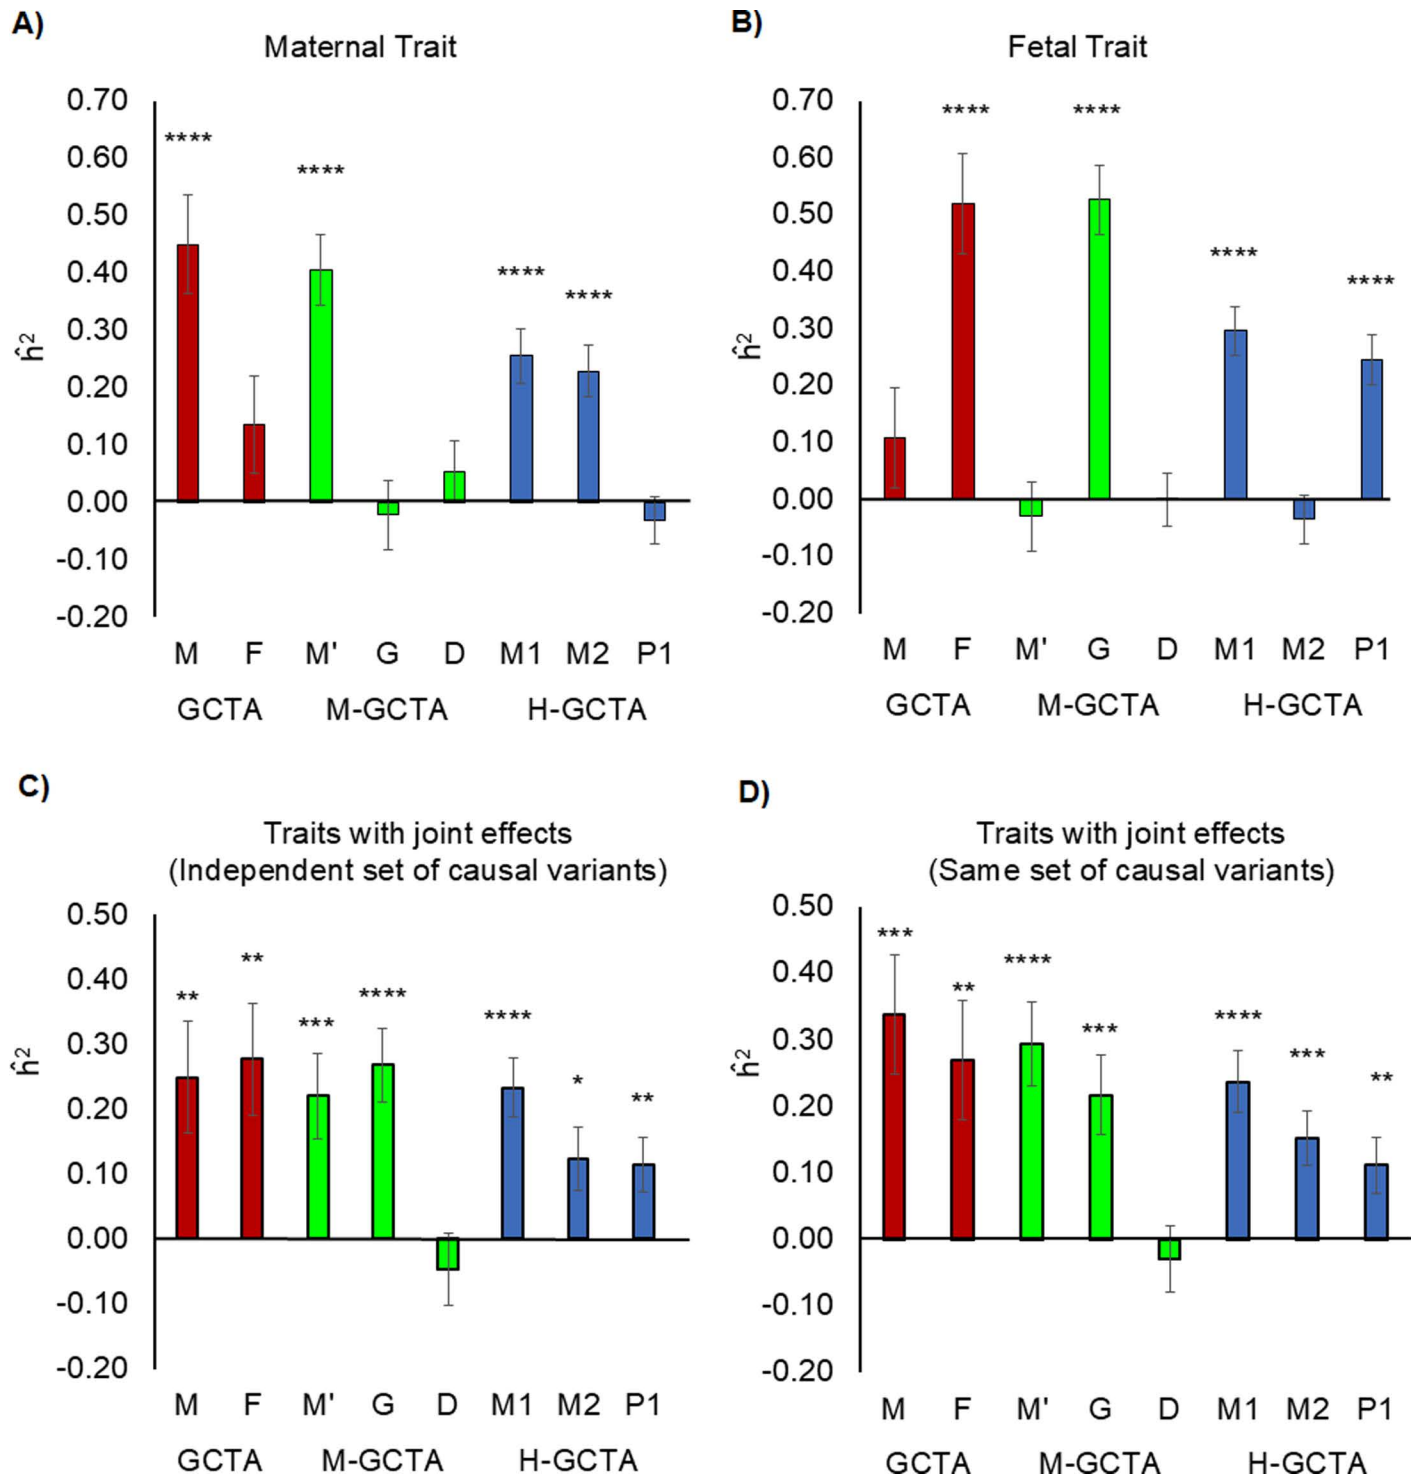 A)
Maternal Trait
0.70
0.60
0.50
0.40
0.30
0.20
0.10
0.00
-0.10
-0.20
ĥ²
**** **** **** ****
M F M' G D M1 M2 P1
GCTA M-GCTA H-GCTA
B)
Fetal Trait
0.70
0.60
0.50
0.40
0.30
0.20
0.10
0.00
-0.10
-0.20
ĥ²
**** **** **** ****
M F M' G D M1 M2 P1
GCTA M-GCTA H-GCTA
C)
Traits with joint effects
(Independent set of causal variants)
0.50
0.40
0.30
0.20
0.10
0.00
-0.10
-0.20
ĥ²
** ** *** **** **** * **
M F M' G D M1 M2 P1
GCTA M-GCTA H-GCTA
D)
Traits with joint effects
(Same set of causal variants)
0.50
0.40
0.30
0.20
0.10
0.00
-0.10
-0.20
ĥ²
*** ** **** *** **** *** **
M F M' G D M1 M2 P1
GCTA M-GCTA H-GCTA